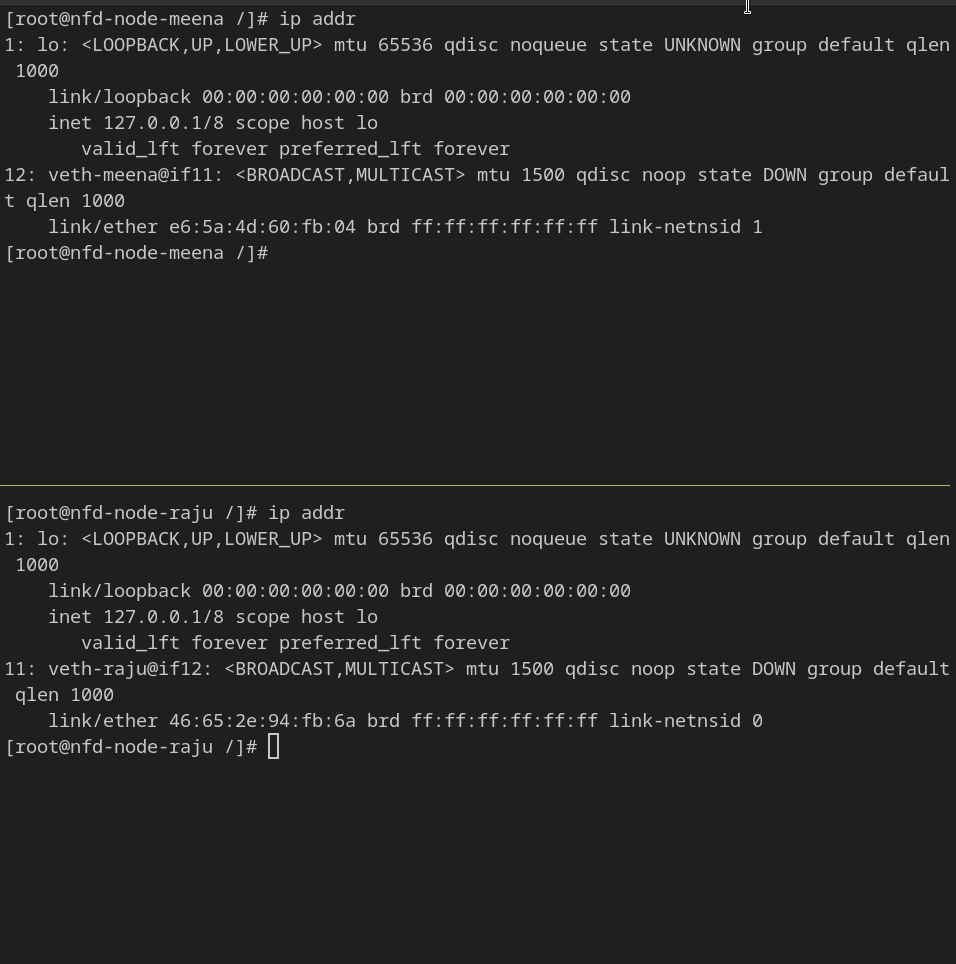 [root@nfd-node-meena /]# ip addr
1: lo: <LOOPBACK,UP,LOWER_UP> mtu 65536 qdisc noqueue state UNKNOWN group default qlen
 1000
    link/loopback 00:00:00:00:00:00 brd 00:00:00:00:00:00
    inet 127.0.0.1/8 scope host lo
       valid_lft forever preferred_lft forever
12: veth-meena@if11: <BROADCAST,MULTICAST> mtu 1500 qdisc noop state DOWN group defaul
t qlen 1000
    link/ether e6:5a:4d:60:fb:04 brd ff:ff:ff:ff:ff:ff link-netnsid 1
[root@nfd-node-meena /]#
[root@nfd-node-raju /]# ip addr
1: lo: <LOOPBACK,UP,LOWER_UP> mtu 65536 qdisc noqueue state UNKNOWN group default qlen
 1000
    link/loopback 00:00:00:00:00:00 brd 00:00:00:00:00:00
    inet 127.0.0.1/8 scope host lo
       valid_lft forever preferred_lft forever
11: veth-raju@if12: <BROADCAST,MULTICAST> mtu 1500 qdisc noop state DOWN group default
 qlen 1000
    link/ether 46:65:2e:94:fb:6a brd ff:ff:ff:ff:ff:ff link-netnsid 0
[root@nfd-node-raju /]#